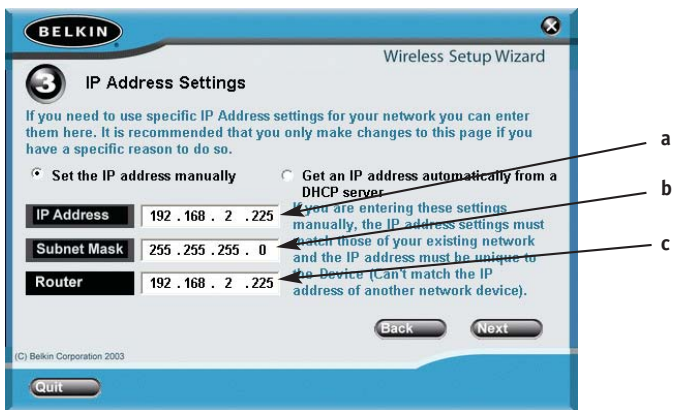 BELKIN
Wireless Setup Wizard
3 IP Address Settings
If you need to use specific IP Address settings for your network you can enter
them here. It is recommended that you only make changes to this page if you
have a specific reason to do so.
Set the IP address manually
Get an IP address automatically from a
DHCP server
IP Address 192 . 168 . 2 . 225
Subnet Mask 255 . 255 . 255 . 0
Router 192 . 168 . 2 . 225
If you are entering these settings
manually, the IP address settings must
match those of your existing network
and the IP address must be unique to
the Device (Can't match the IP
address of another network device).
a
b
c
Back Next
(C) Belkin Corporation 2003
Quit